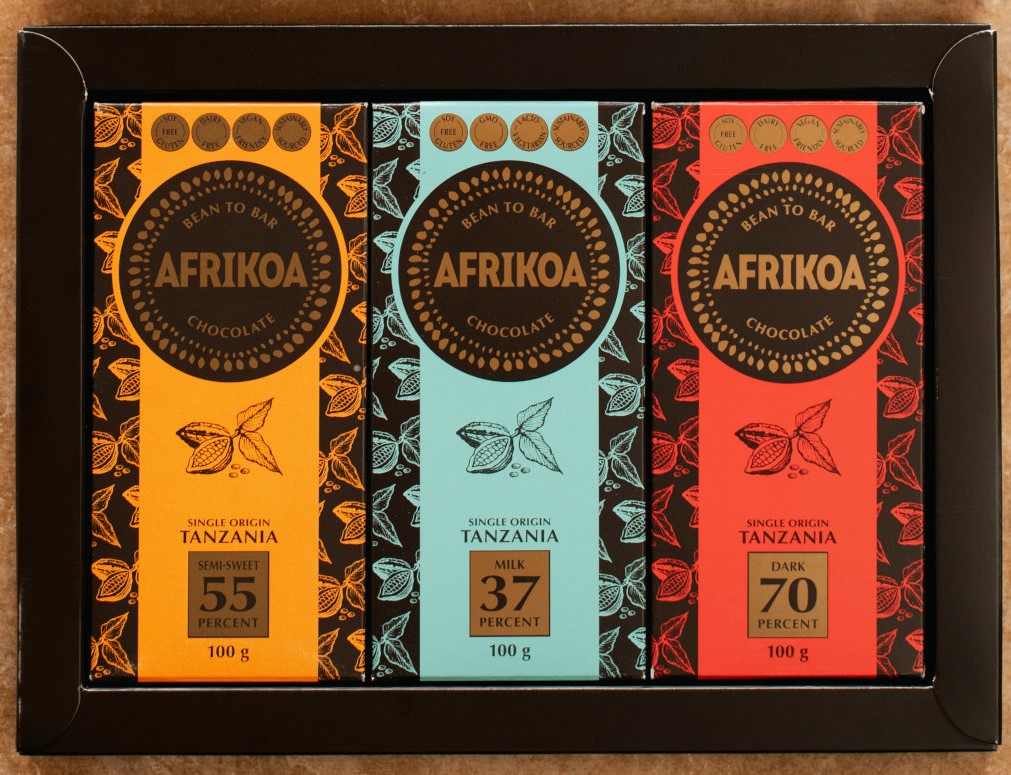 SOY FREE GLUTEN
DAIRY FREE
VEGAN FRIENDLY
SUSTAINABLY SOURCED
BEAN TO BAR
AFRIKOA
CHOCOLATE
SINGLE ORIGIN
TANZANIA
SEMI-SWEET
55
PERCENT
100 g
SOY FREE GLUTEN
GMO FREE
LACTO VEGETARIAN
SUSTAINABLY SOURCED
BEAN TO BAR
AFRIKOA
CHOCOLATE
SINGLE ORIGIN
TANZANIA
MILK
37
PERCENT
100 g
SOY FREE GLUTEN
DAIRY FREE
VEGAN FRIENDLY
SUSTAINABLY SOURCED
BEAN TO BAR
AFRIKOA
CHOCOLATE
SINGLE ORIGIN
TANZANIA
DARK
70
PERCENT
100 g